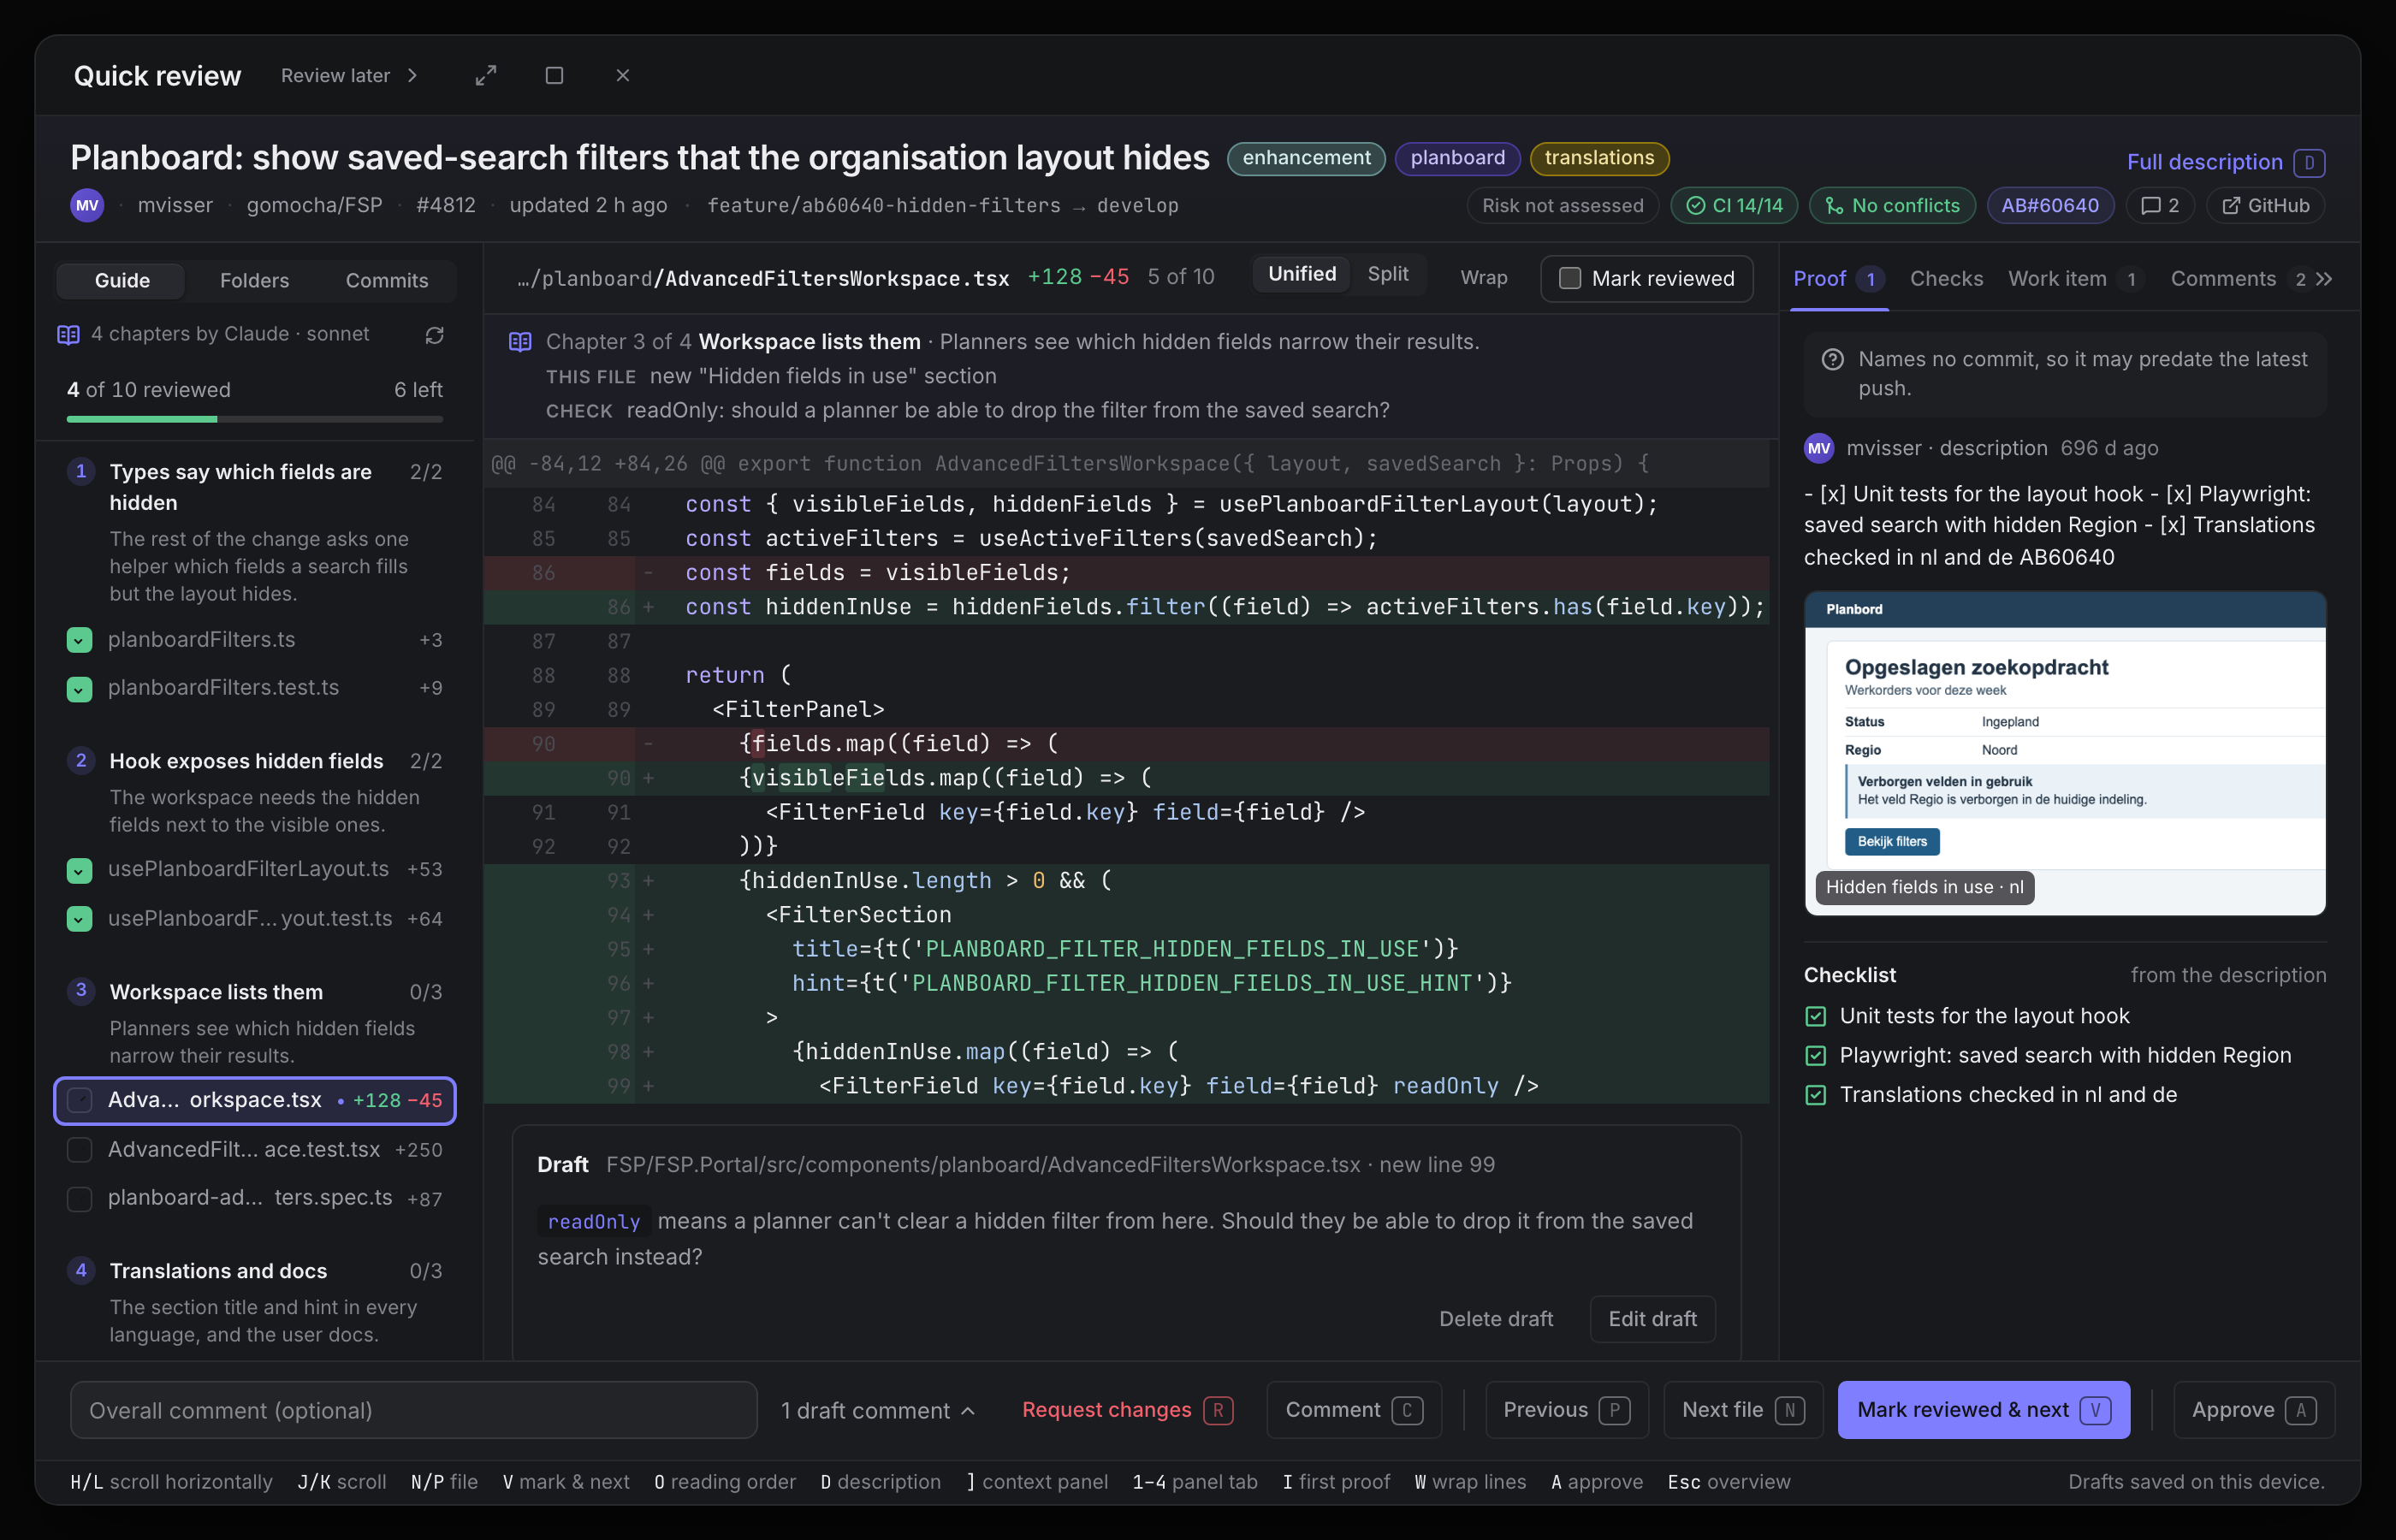 Quick review Review later
Planboard: show saved-search filters that the organisation layout hides enhancement planboard translations Full description D
MV · mvisser · gomocha/FSP · #4812 · updated 2 h ago · feature/ab60640-hidden-filters → develop Risk not assessed CI 14/14 No conflicts AB#60640 2 GitHub
Guide Folders Commits
4 chapters by Claude · sonnet
4 of 10 reviewed 6 left
1 Types say which fields are hidden 2/2
The rest of the change asks one
helper which fields a search fills
but the layout hides.
planboardFilters.ts +3
planboardFilters.test.ts +9
2 Hook exposes hidden fields 2/2
The workspace needs the hidden
fields next to the visible ones.
usePlanboardFilterLayout.ts +53
usePlanboardF… yout.test.ts +64
3 Workspace lists them 0/3
Planners see which hidden fields
narrow their results.
Adva… orkspace.tsx • +128 −45
AdvancedFilt… ace.test.tsx +250
planboard-ad… ters.spec.ts +87
4 Translations and docs 0/3
The section title and hint in every
language, and the user docs.
…/planboard/AdvancedFiltersWorkspace.tsx +128 −45 5 of 10 Unified Split Wrap Mark reviewed
Chapter 3 of 4 Workspace lists them · Planners see which hidden fields narrow their results.
THIS FILE new "Hidden fields in use" section
CHECK readOnly: should a planner be able to drop the filter from the saved search?
@@ -84,12 +84,26 @@ export function AdvancedFiltersWorkspace({ layout, savedSearch }: Props) {
84 84 const { visibleFields, hiddenFields } = usePlanboardFilterLayout(layout);
85 85 const activeFilters = useActiveFilters(savedSearch);
86 - const fields = visibleFields;
86 + const hiddenInUse = hiddenFields.filter((field) => activeFilters.has(field.key));
87 87
88 88 return (
89 89 <FilterPanel>
90 - {fields.map((field) => (
90 + {visibleFields.map((field) => (
91 91 <FilterField key={field.key} field={field} />
92 92 ))}
93 + {hiddenInUse.length > 0 && (
94 + <FilterSection
95 + title={t('PLANBOARD_FILTER_HIDDEN_FIELDS_IN_USE')}
96 + hint={t('PLANBOARD_FILTER_HIDDEN_FIELDS_IN_USE_HINT')}
97 + >
98 + {hiddenInUse.map((field) => (
99 + <FilterField key={field.key} field={field} readOnly />
Draft FSP/FSP.Portal/src/components/planboard/AdvancedFiltersWorkspace.tsx · new line 99
readOnly means a planner can't clear a hidden filter from here. Should they be able to drop it from the saved
search instead?
Delete draft Edit draft
Proof 1 Checks Work item 1 Comments 2
Names no commit, so it may predate the latest
push.
MV mvisser · description 696 d ago
- [x] Unit tests for the layout hook - [x] Playwright:
saved search with hidden Region - [x] Translations
checked in nl and de AB60640
Planbord
Opgeslagen zoekopdracht
Werkorders voor deze week
Status Ingepland
Regio Noord
Verborgen velden in gebruik
Het veld Regio is verborgen in de huidige indeling.
Bekijk filters
Hidden fields in use · nl
Checklist from the description
Unit tests for the layout hook
Playwright: saved search with hidden Region
Translations checked in nl and de
Overall comment (optional) 1 draft comment Request changes R Comment C Previous P Next file N Mark reviewed & next V Approve A
H/L scroll horizontally J/K scroll N/P file V mark & next O reading order D description ] context panel 1–4 panel tab I first proof W wrap lines A approve Esc overview Drafts saved on this device.